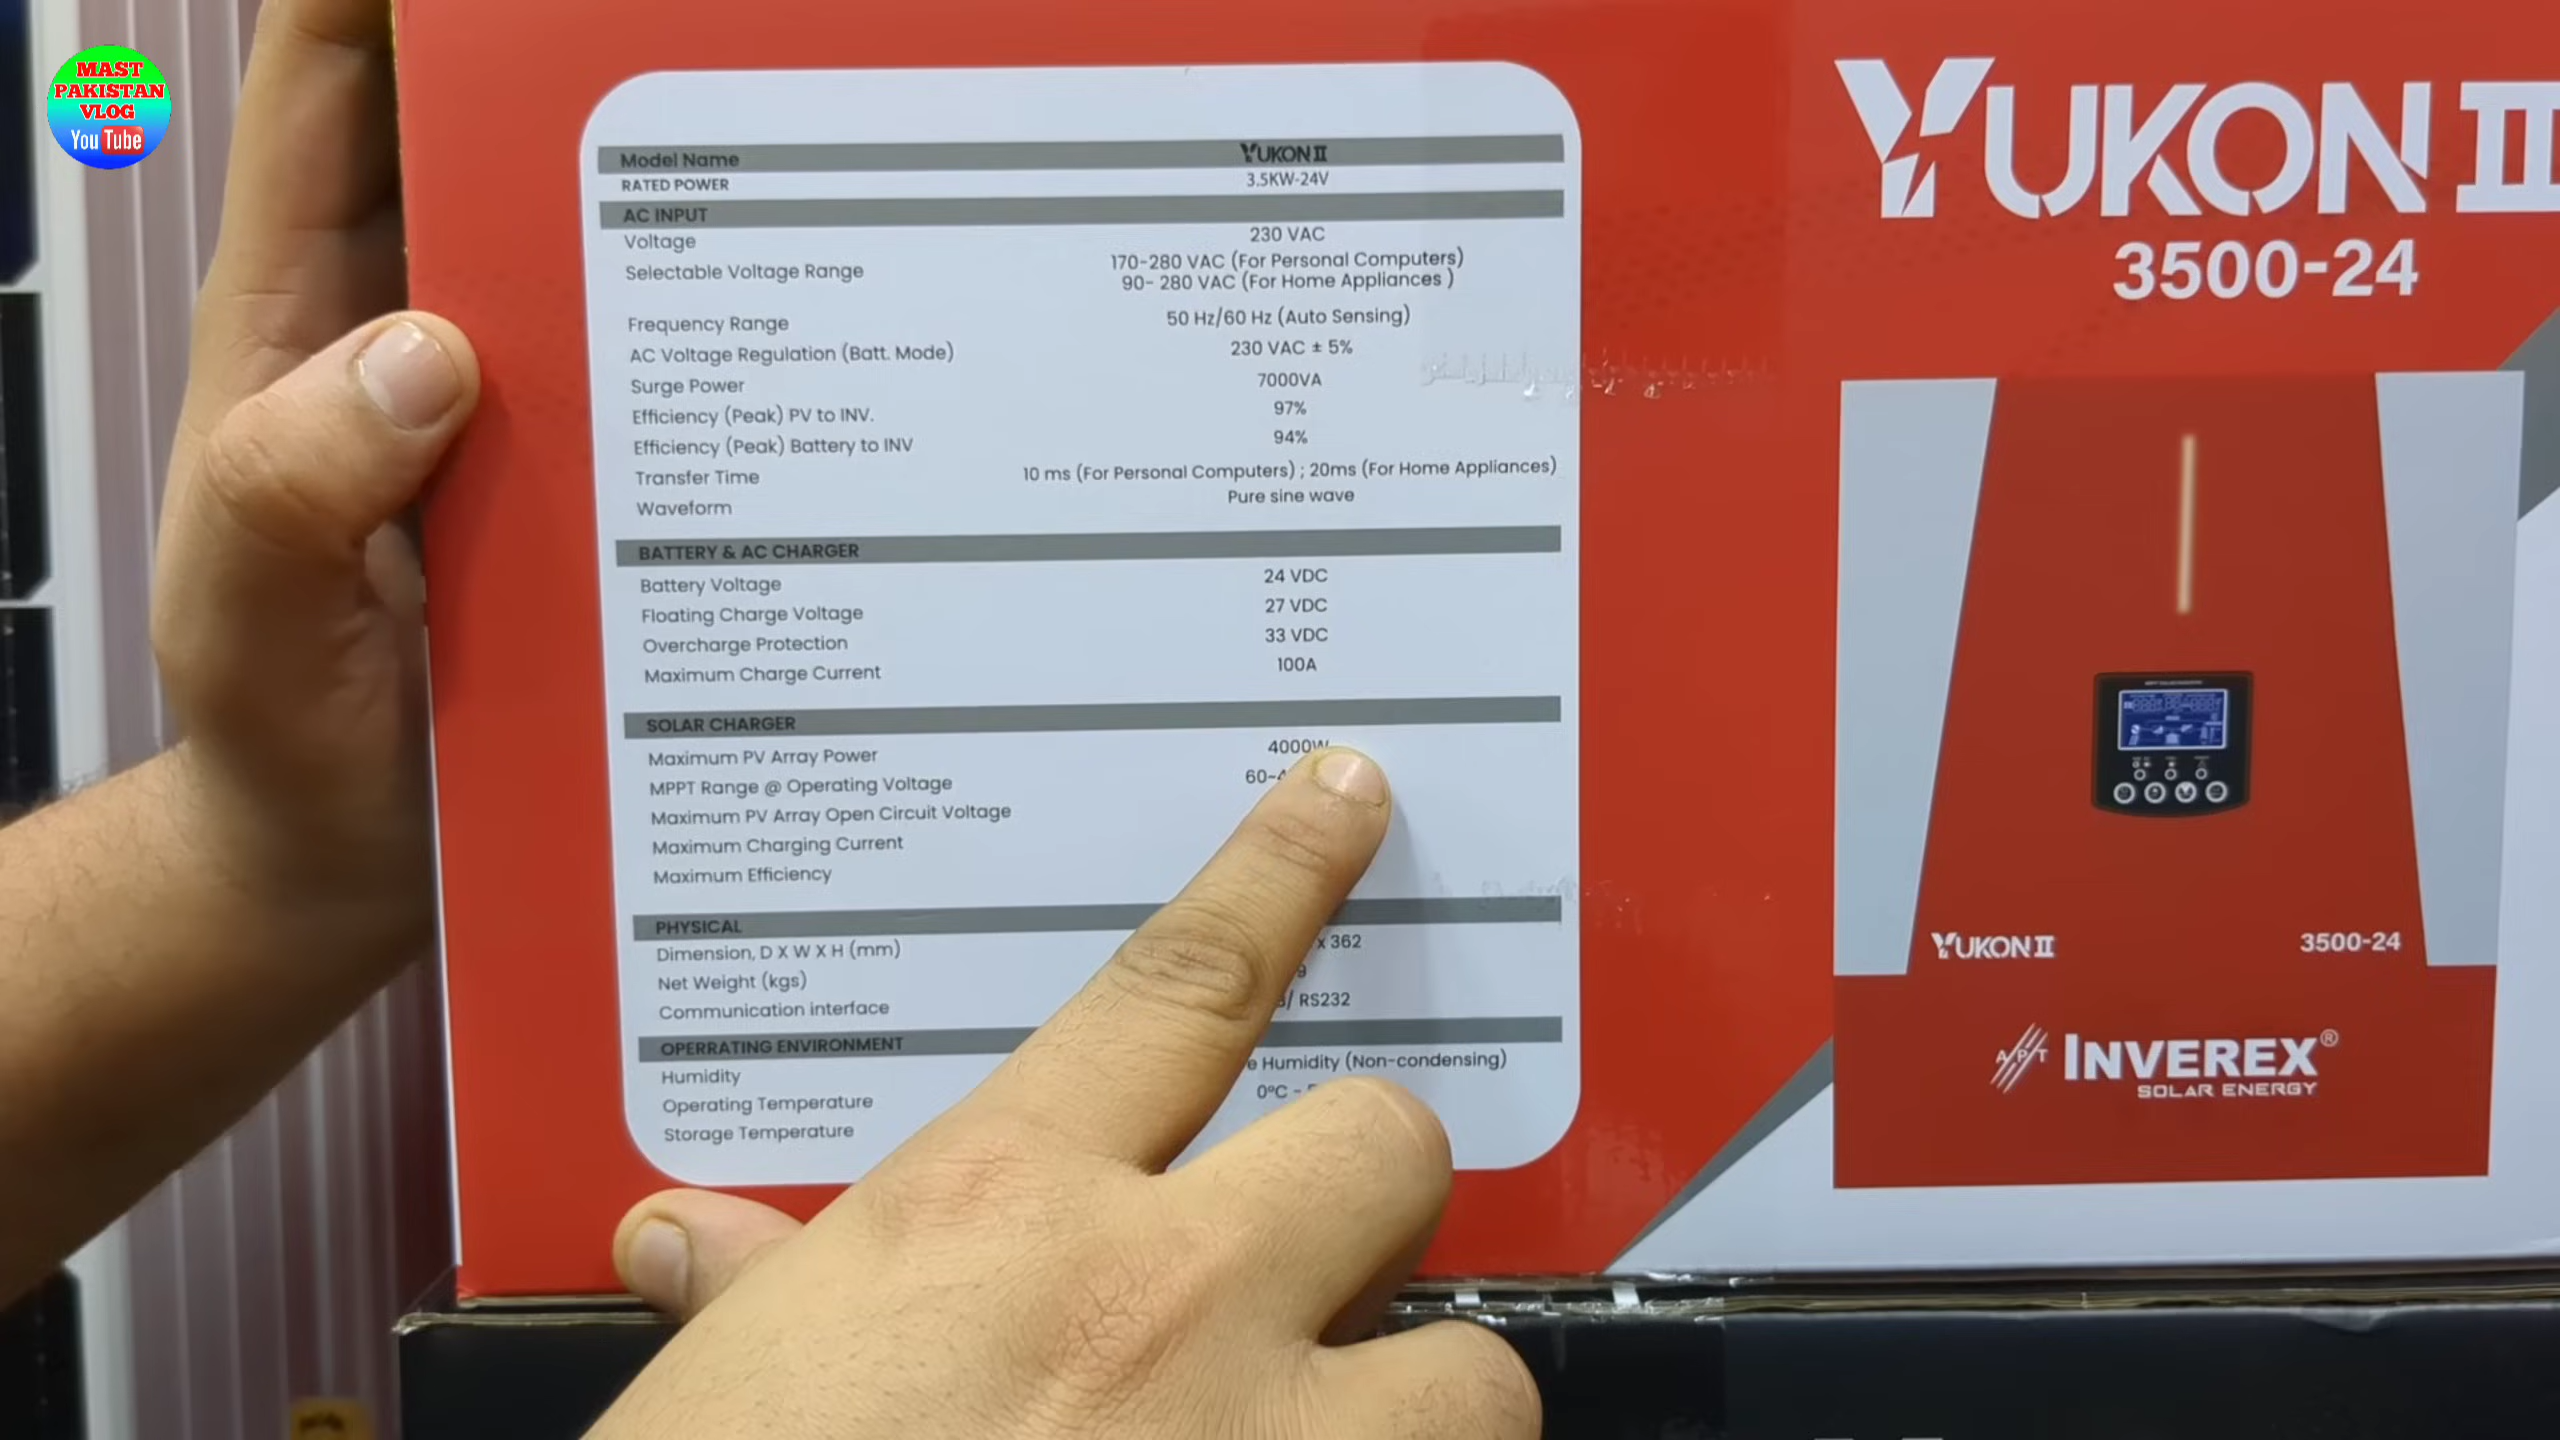 MAST
PAKISTAN
VLOG
YouTube
Model Name YUKON II
RATED POWER 3.5KW-24V
AC INPUT
Voltage 230 VAC
Selectable Voltage Range 170-280 VAC (For Personal Computers)
90- 280 VAC (For Home Appliances )
Frequency Range 50 Hz/60 Hz (Auto Sensing)
AC Voltage Regulation (Batt. Mode) 230 VAC ± 5%
Surge Power 7000VA
Efficiency (Peak) PV to INV. 97%
Efficiency (Peak) Battery to INV 94%
Transfer Time 10 ms (For Personal Computers) ; 20ms (For Home Appliances)
Waveform Pure sine wave
BATTERY & AC CHARGER
Battery Voltage 24 VDC
Floating Charge Voltage 27 VDC
Overcharge Protection 33 VDC
Maximum Charge Current 100A
SOLAR CHARGER
Maximum PV Array Power 4000W
MPPT Range @ Operating Voltage
Maximum PV Array Open Circuit Voltage
Maximum Charging Current
Maximum Efficiency
PHYSICAL
Dimension, D X W X H (mm) x 362
Net Weight (kgs)
Communication interface / RS232
OPERRATING ENVIRONMENT
Humidity Humidity (Non-condensing)
Operating Temperature 0°C -
Storage Temperature
YUKON II
3500-24
YUKON II 3500-24
APT INVEREX®
SOLAR ENERGY